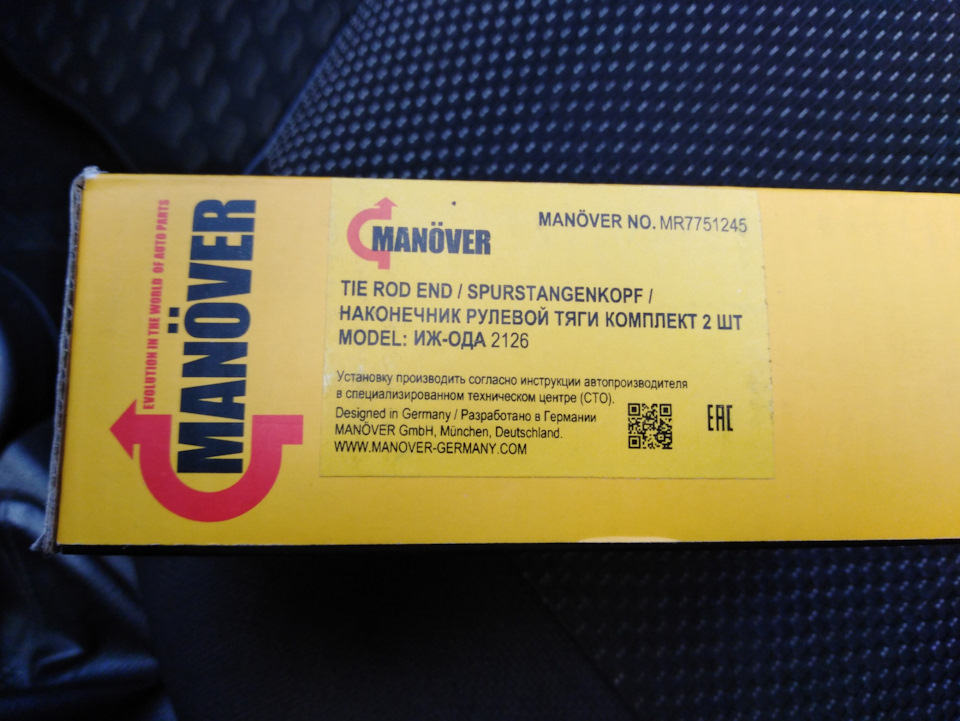 EVOLUTION IN THE WORLD OF AUTO PARTS
MANÖVER
MANÖVER
MANÖVER NO. MR7751245
TIE ROD END / SPURSTANGENKOPF /
НАКОНЕЧНИК РУЛЕВОЙ ТЯГИ КОМПЛЕКТ 2 ШТ
MODEL: ИЖ-ОДА 2126
Установку производить согласно инструкции автопроизводителя
в специализированном техническом центре (СТО).
Designed in Germany / Разработано в Германии
MANÖVER GmbH, München, Deutschland.
WWW.MANOVER-GERMANY.COM
EAC